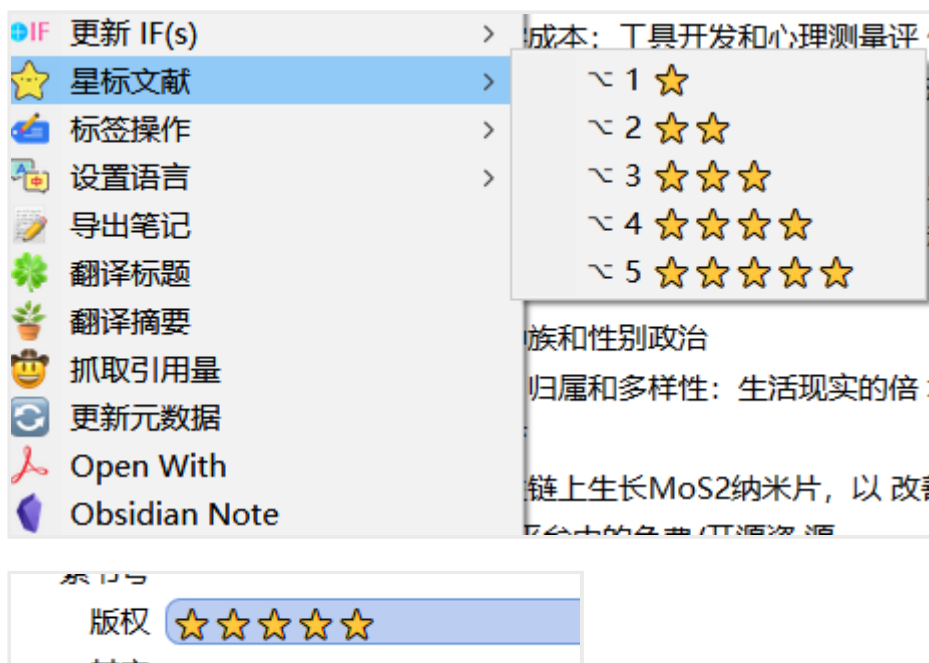 IF 更新 IF(s)
成本：工具开发和心理测量评
星标文献
⌥ 1
标签操作
⌥ 2
设置语言
⌥ 3
导出笔记
⌥ 4
翻译标题
⌥ 5
翻译摘要
族和性别政治
抓取引用量
归属和多样性：生活现实的倍
更新元数据
Open With
链上生长MoS2纳米片，以 改
Obsidian Note
版权